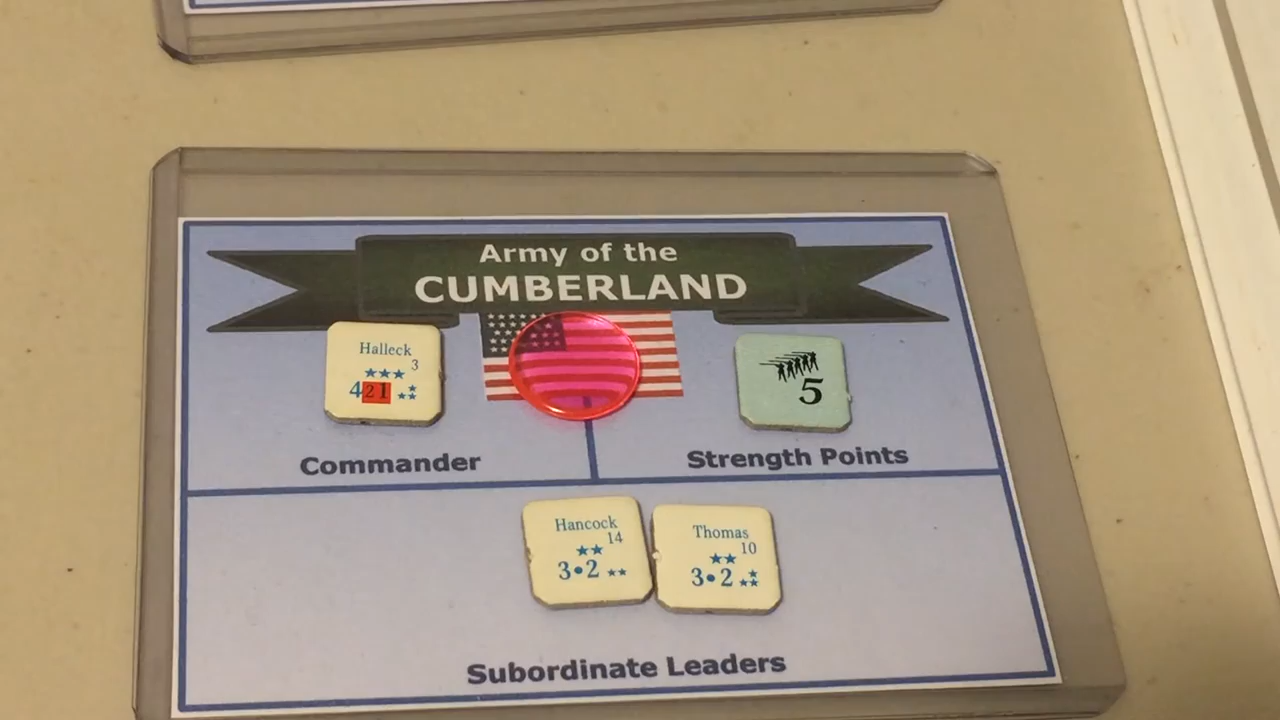 Army of the
CUMBERLAND
Halleck
3
★★★
421 ★★★
5
Commander
Strength Points
Hancock
14
★★
3•2 ★★
Thomas
10
★★
3•2 ★★★
Subordinate Leaders